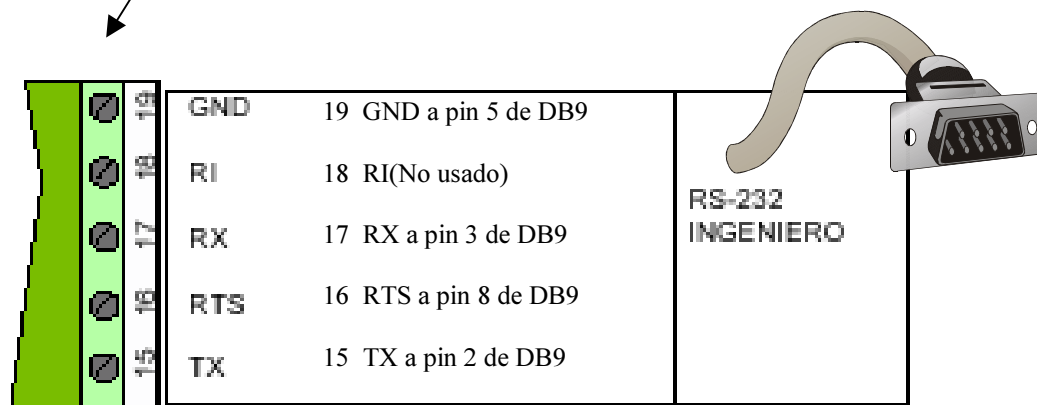 19 GND 19 GND a pin 5 de DB9
18 RI 18 RI(No usado)
RS-232
17 RX 17 RX a pin 3 de DB9 INGENIERO
16 RTS 16 RTS a pin 8 de DB9
15 TX 15 TX a pin 2 de DB9